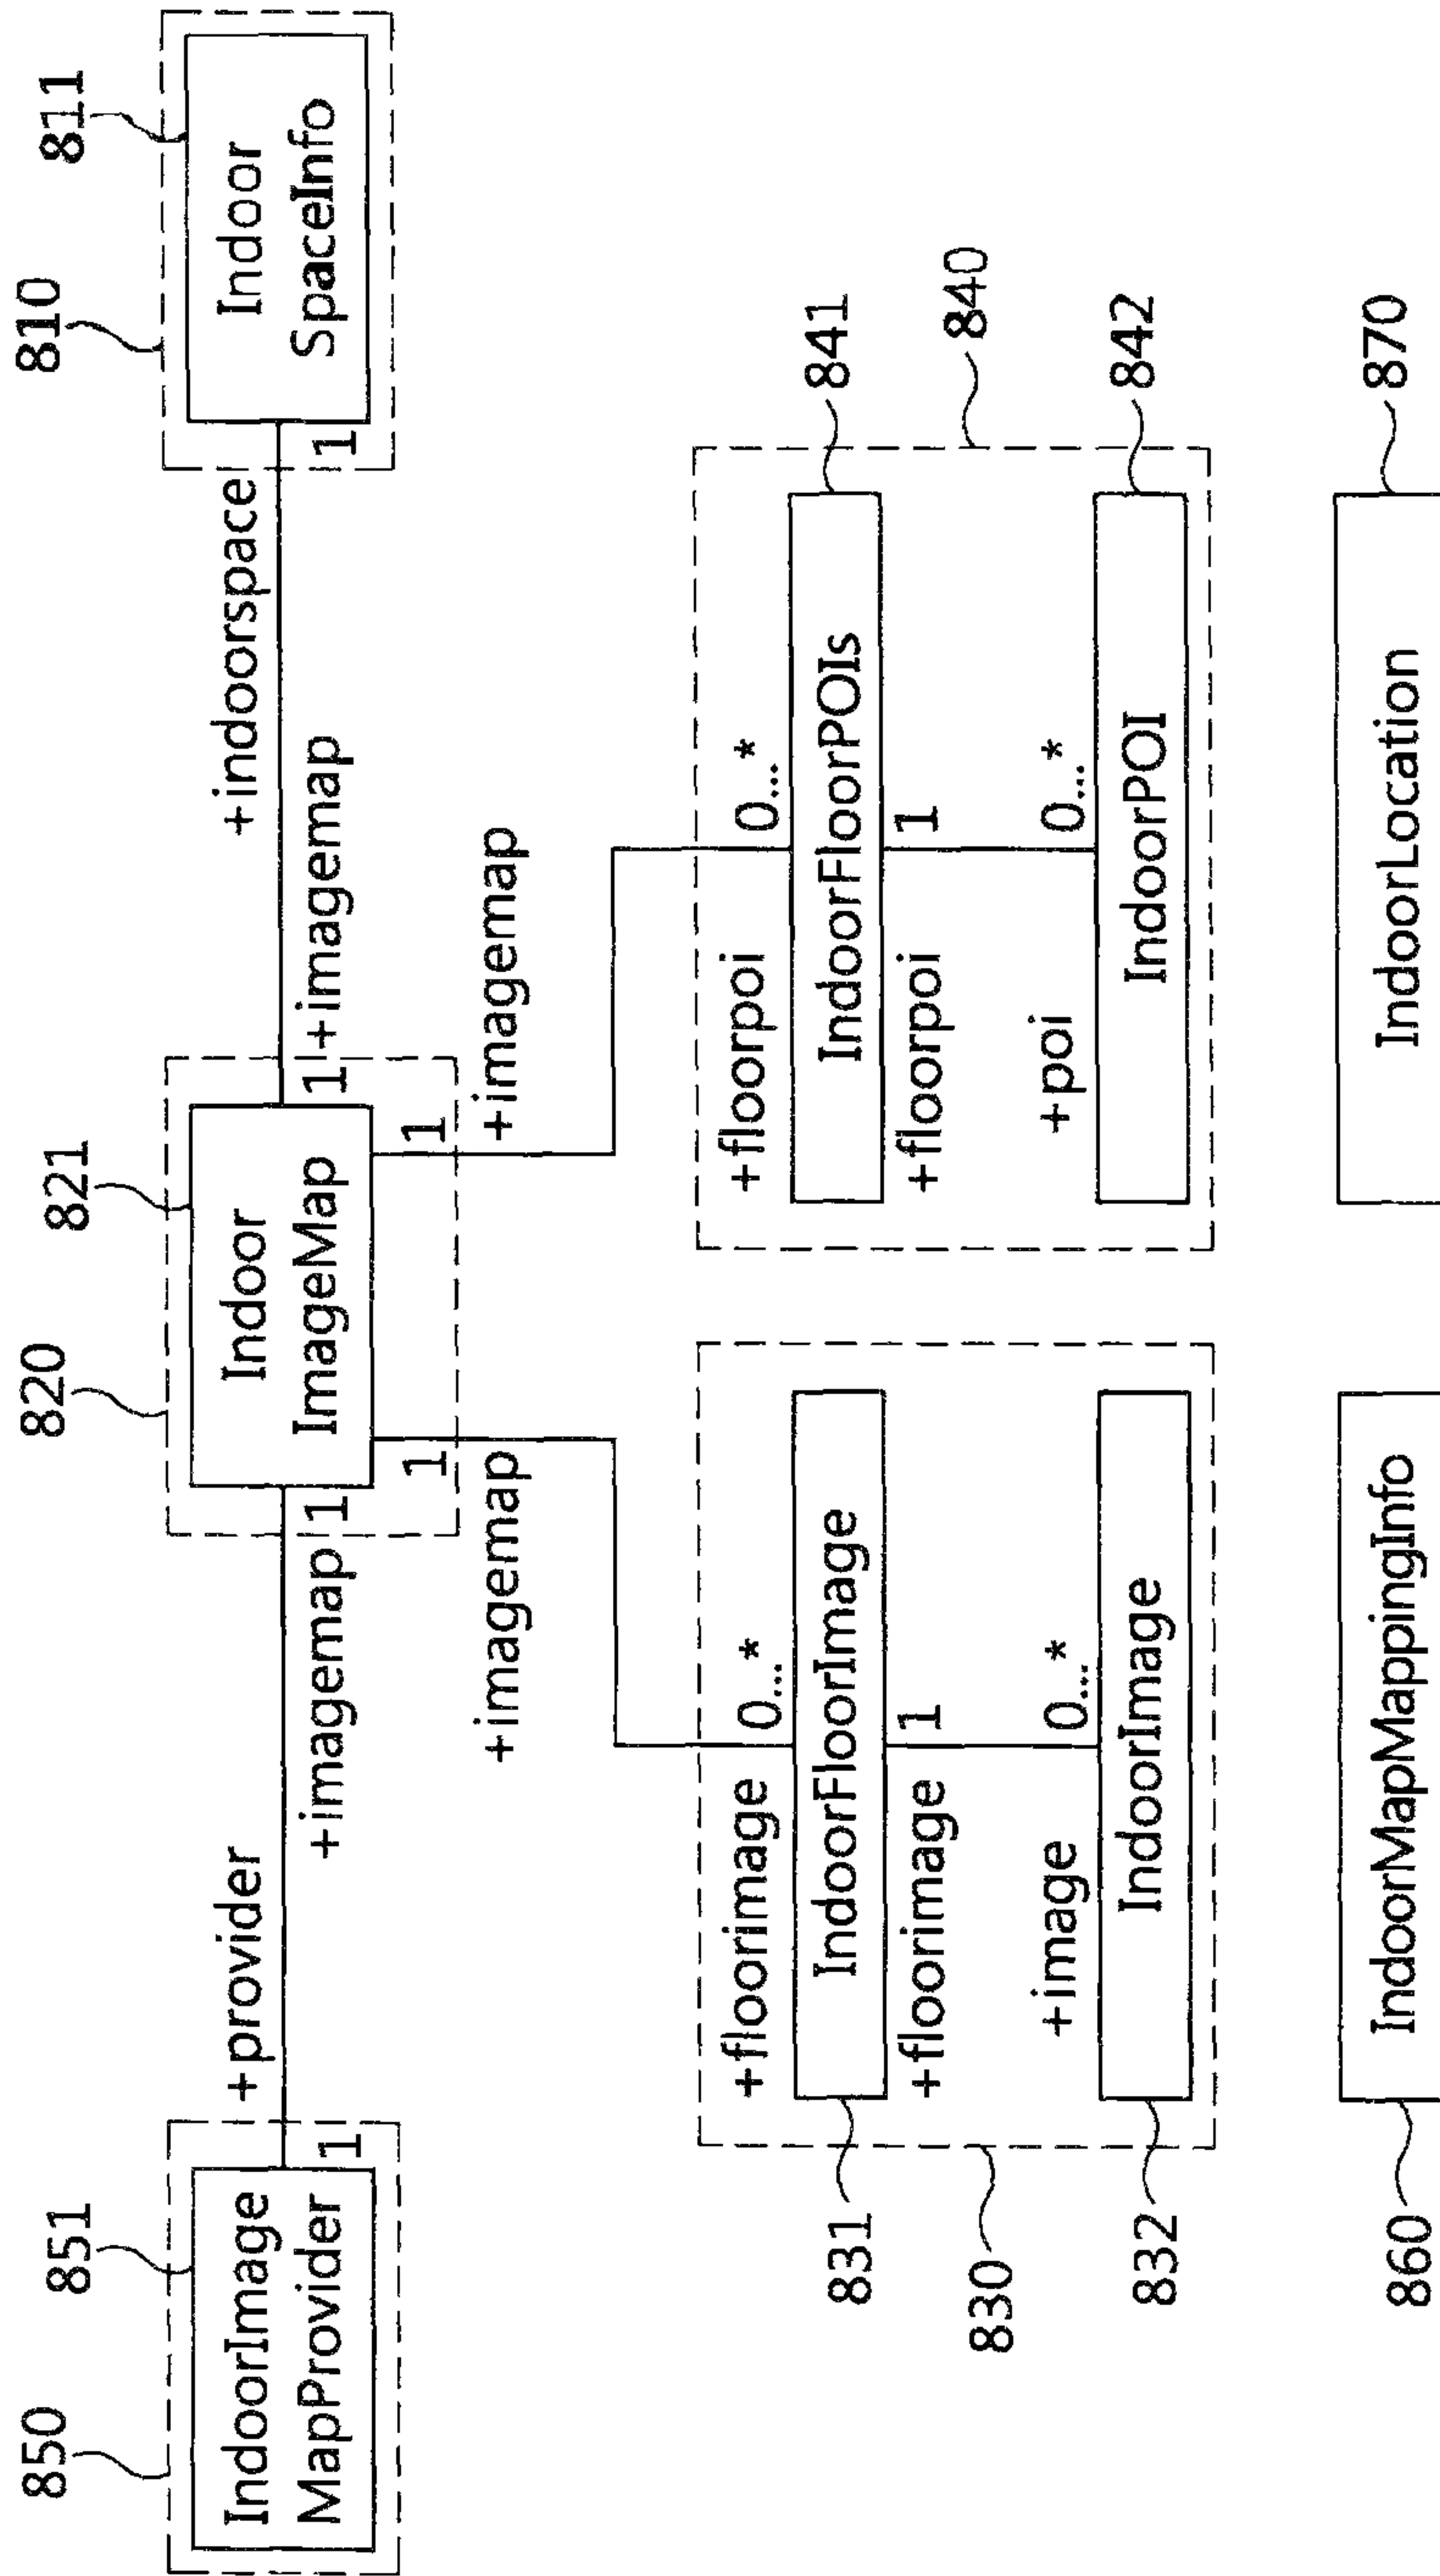 850
851
820
821
810
811
IndoorImage
MapProvider
1
+provider
+imagemap
1
Indoor
ImageMap
1
+imagemap
+indoorspace
1
Indoor
SpaceInfo
1
+imagemap
1
+imagemap
+floorimage
0...*
831
IndoorFloorImage
+floorimage
1
830
+image
0...*
832
IndoorImage
+floorpoi
0...*
IndoorFloorPOIs
841
+floorpoi
1
840
+poi
0...*
IndoorPOI
842
860
IndoorMapMappingInfo
IndoorLocation
870